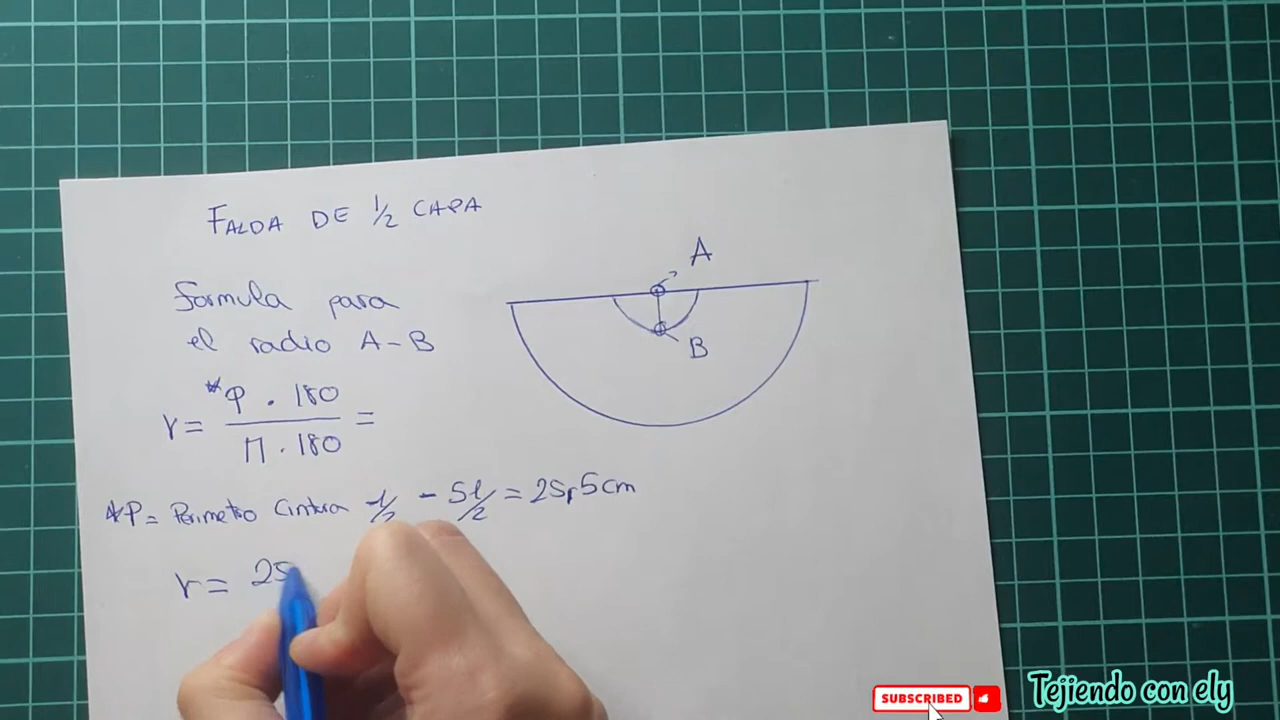 FALDA DE 1/2 CAPA
formula para
el radio A-B
r = *P . 180 / Π . 180 =
*P = Perimetro Cintura 1/2 - 51/2 = 25,5cm
r = 25
A
B
SUBSCRIBED
Tejiendo con ely